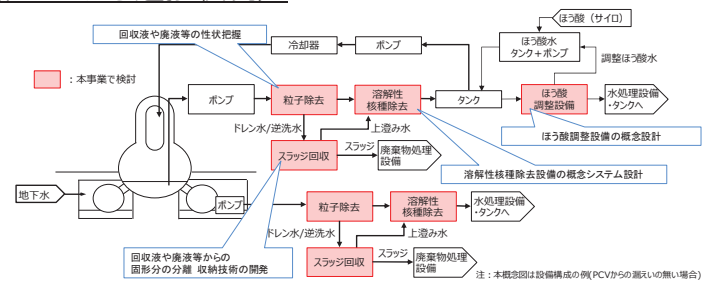 ほう酸（サイロ）
回収液や廃液等の性状把握
冷却器
ポンプ
ほう酸水
タンク＋ポンプ
調整ほう酸水
：本事業で検討
ポンプ
粒子除去
溶解性
核種除去
タンク
ほう酸
調整設備
水処理設備
・タンクへ
ドレン水/逆洗水
上澄み水
ほう酸調整設備の概念設計
スラッジ回収
スラッジ
廃棄物処理
設備
溶解性核種除去設備の概念システム設計
地下水
ポンプ
粒子除去
溶解性
核種除去
水処理設備
・タンクへ
ドレン水/逆洗水
上澄み水
回収液や廃液等からの
固形分の分離 収納技術の開発
スラッジ回収
スラッジ
廃棄物処理
設備
注：本概念図は設備構成の例(PCVからの漏えいの無い場合)